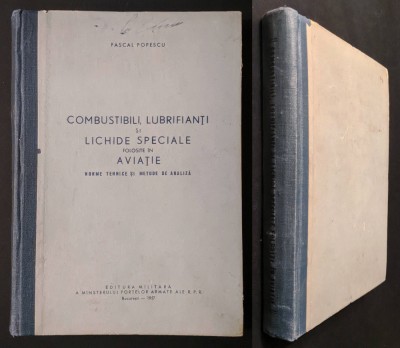 PASCAL POPESCU
COMBUSTIBILI, LUBRIFIANȚI
ȘI
LICHIDE SPECIALE
FOLOSITE ÎN
AVIAȚIE
NORME TEHNICE ȘI METODE DE ANALIZĂ
EDITURA MILITARĂ
A MINISTERULUI FORȚELOR ARMATE ALE R.P.R.
București —